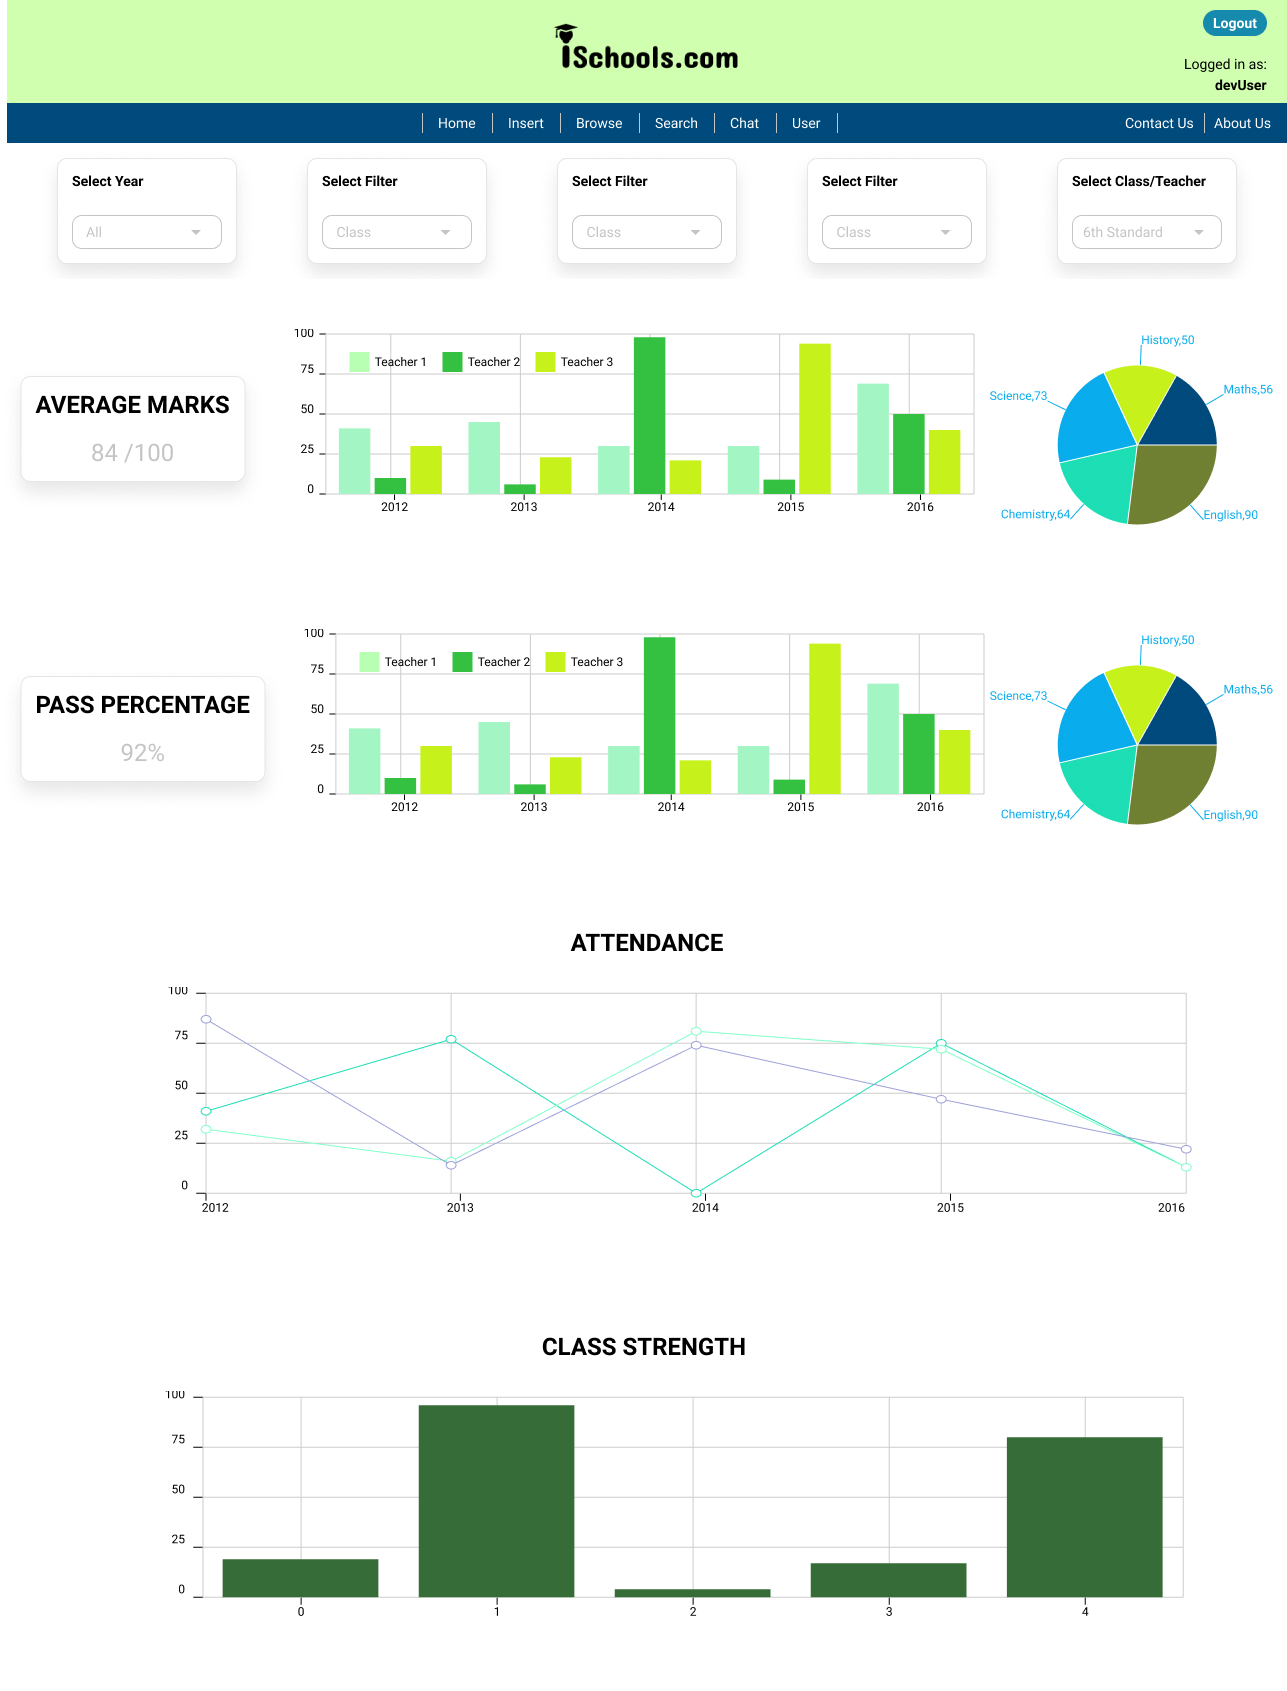 Logout
iSchools.com
Logged in as:
devUser
Home Insert Browse Search Chat User
Contact Us About Us
Select Year
Select Filter
Select Filter
Select Filter
Select Class/Teacher
All
Class
Class
Class
6th Standard
AVERAGE MARKS
84 /100
100
75
50
25
0
Teacher 1 Teacher 2 Teacher 3
2012 2013 2014 2015 2016
History,50
Maths,56
Science,73
Chemistry,64
English,90
PASS PERCENTAGE
92%
100
75
50
25
0
Teacher 1 Teacher 2 Teacher 3
2012 2013 2014 2015 2016
History,50
Maths,56
Science,73
Chemistry,64
English,90
ATTENDANCE
100
75
50
25
0
2012 2013 2014 2015 2016
CLASS STRENGTH
100
75
50
25
0
0 1 2 3 4